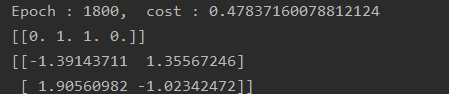 Epoch : 1800,  cost : 0.47837160078812124
[[0. 1. 1. 0.]]
[[-1.39143711  1.35567246]
 [ 1.90560982 -1.02342472]]